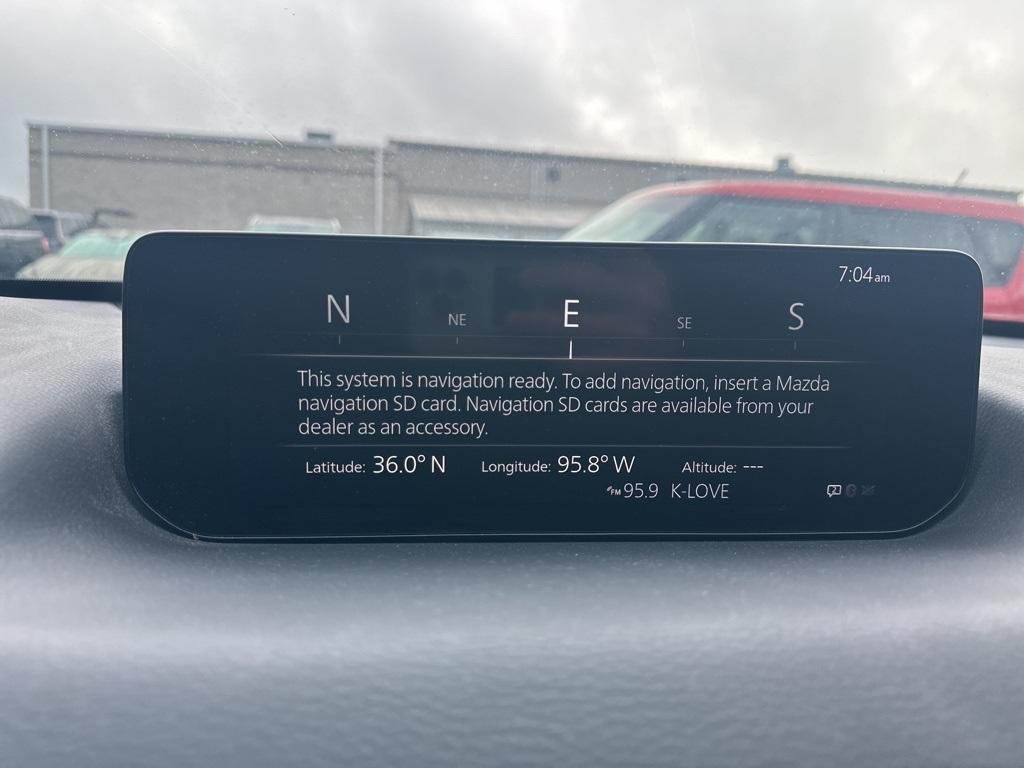 7:04am
N NE E SE S
This system is navigation ready. To add navigation, insert a Mazda
navigation SD card. Navigation SD cards are available from your
dealer as an accessory.
Latitude: 36.0° N Longitude: 95.8° W Altitude: ---
FM 95.9 K-LOVE